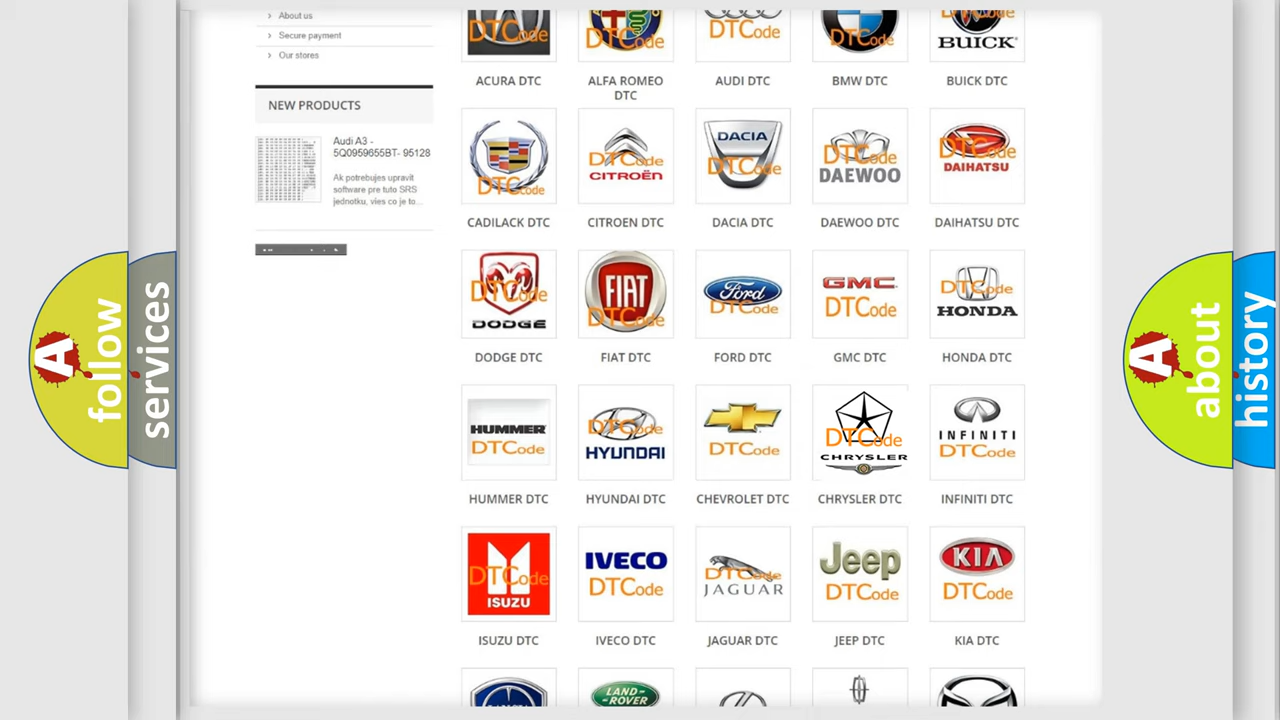 About us
Secure payment
Our stores
NEW PRODUCTS
Audi A3 -
5Q0959655BT- 95128
Ak potrebujes upravit
software pre tuto SRS
jednotku, vies co je to...
DTCode
DTCode
DTCode
DTCode
BUICK
ACURA DTC
ALFA ROMEO
DTC
AUDI DTC
BMW DTC
BUICK DTC
DTCode
DTCode
CITROËN
DACIA
DTCode
DTCode
DAEWOO
DTCode
DAIHATSU
CADILACK DTC
CITROEN DTC
DACIA DTC
DAEWOO DTC
DAIHATSU DTC
DTCode
DODGE
FIAT
DTCode
Ford
DTCode
GMC
DTCode
DTCode
HONDA
DODGE DTC
FIAT DTC
FORD DTC
GMC DTC
HONDA DTC
HUMMER
DTCode
DTCode
HYUNDAI
DTCode
DTCode
CHRYSLER
INFINITI
DTCode
HUMMER DTC
HYUNDAI DTC
CHEVROLET DTC
CHRYSLER DTC
INFINITI DTC
DTCode
ISUZU
IVECO
DTCode
DTCode
JAGUAR
Jeep
DTCode
KIA
DTCode
ISUZU DTC
IVECO DTC
JAGUAR DTC
JEEP DTC
KIA DTC
LAND-
ROVER
A
follow
services
A
about
history